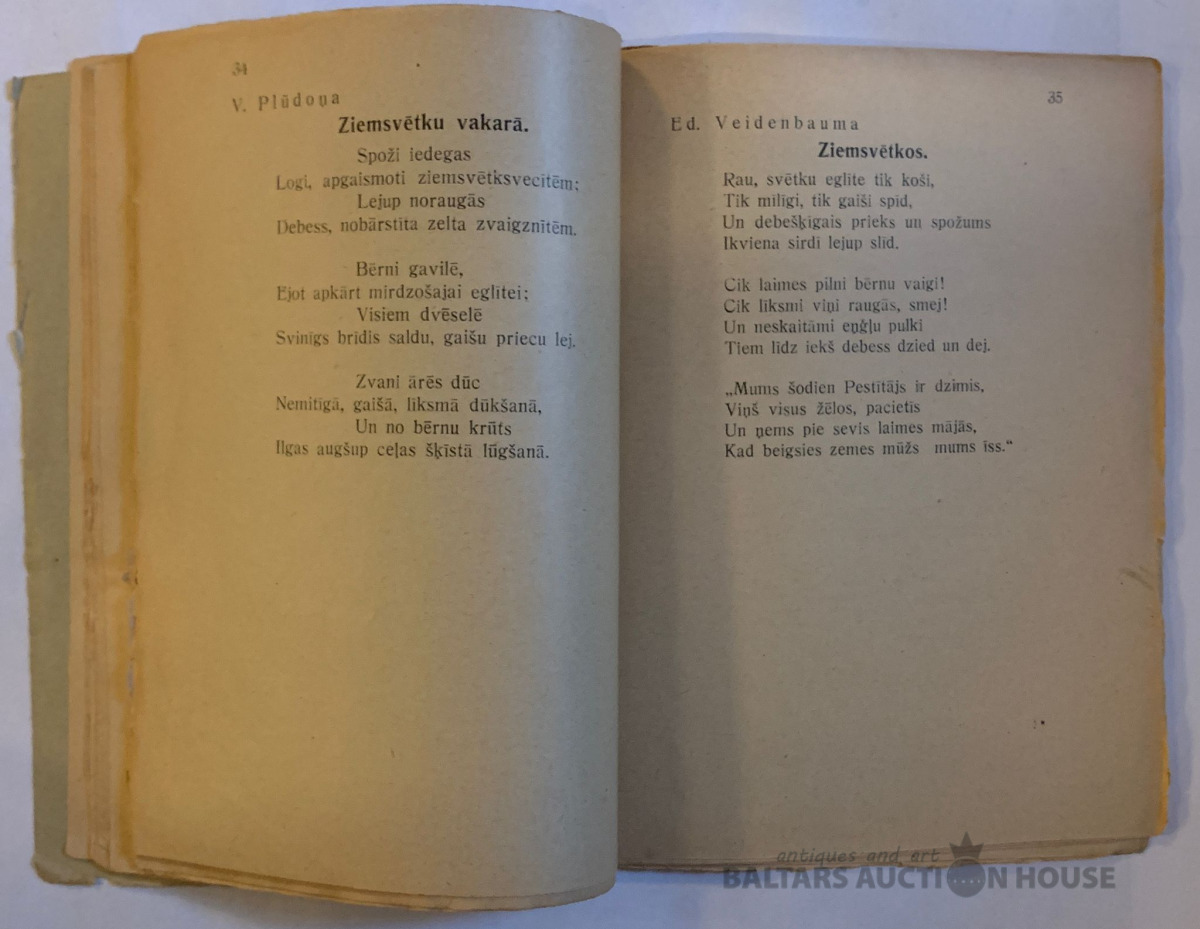 34
V. Plūdoņa
Ziemsvētku vakarā.
Spoži iedegas
Logi, apgaismoti ziemsvētksvecītēm;
Lejup noraugās
Debess, nobārstīta zelta zvaigznītēm.
Bērni gavilē,
Ejot apkārt mirdzošajai eglītei;
Visiem dvēselē
Svinīgs brīdis saldu, gaišu priecu lej.
Zvani ārēs dūc
Nemitīgā, gaišā, līksmā dūkšanā,
Un no bērnu krūts
Ilgas augšup ceļas šķīstā lūgšanā.
35
Ed. Veidenbauma
Ziemsvētkos.
Rau, svētku eglīte tik koši,
Tik mīlīgi, tik gaiši spīd,
Un debešķīgais prieks un spožums
Ikviena sirdī lejup slīd.
Cik laimes pilni bērnu vaigi!
Cik līksmi viņi raugās, smej!
Un neskaitāmi eņģļu pulki
Tiem līdz iekš debess dzied un dej.
„Mums šodien Pestītājs ir dzimis,
Viņš visus žēlos, pacietīs
Un ņems pie sevis laimes mājās,
Kad beigsies zemes mūžs mums īss.“
antiques and art
BALTARS AUCTION HOUSE